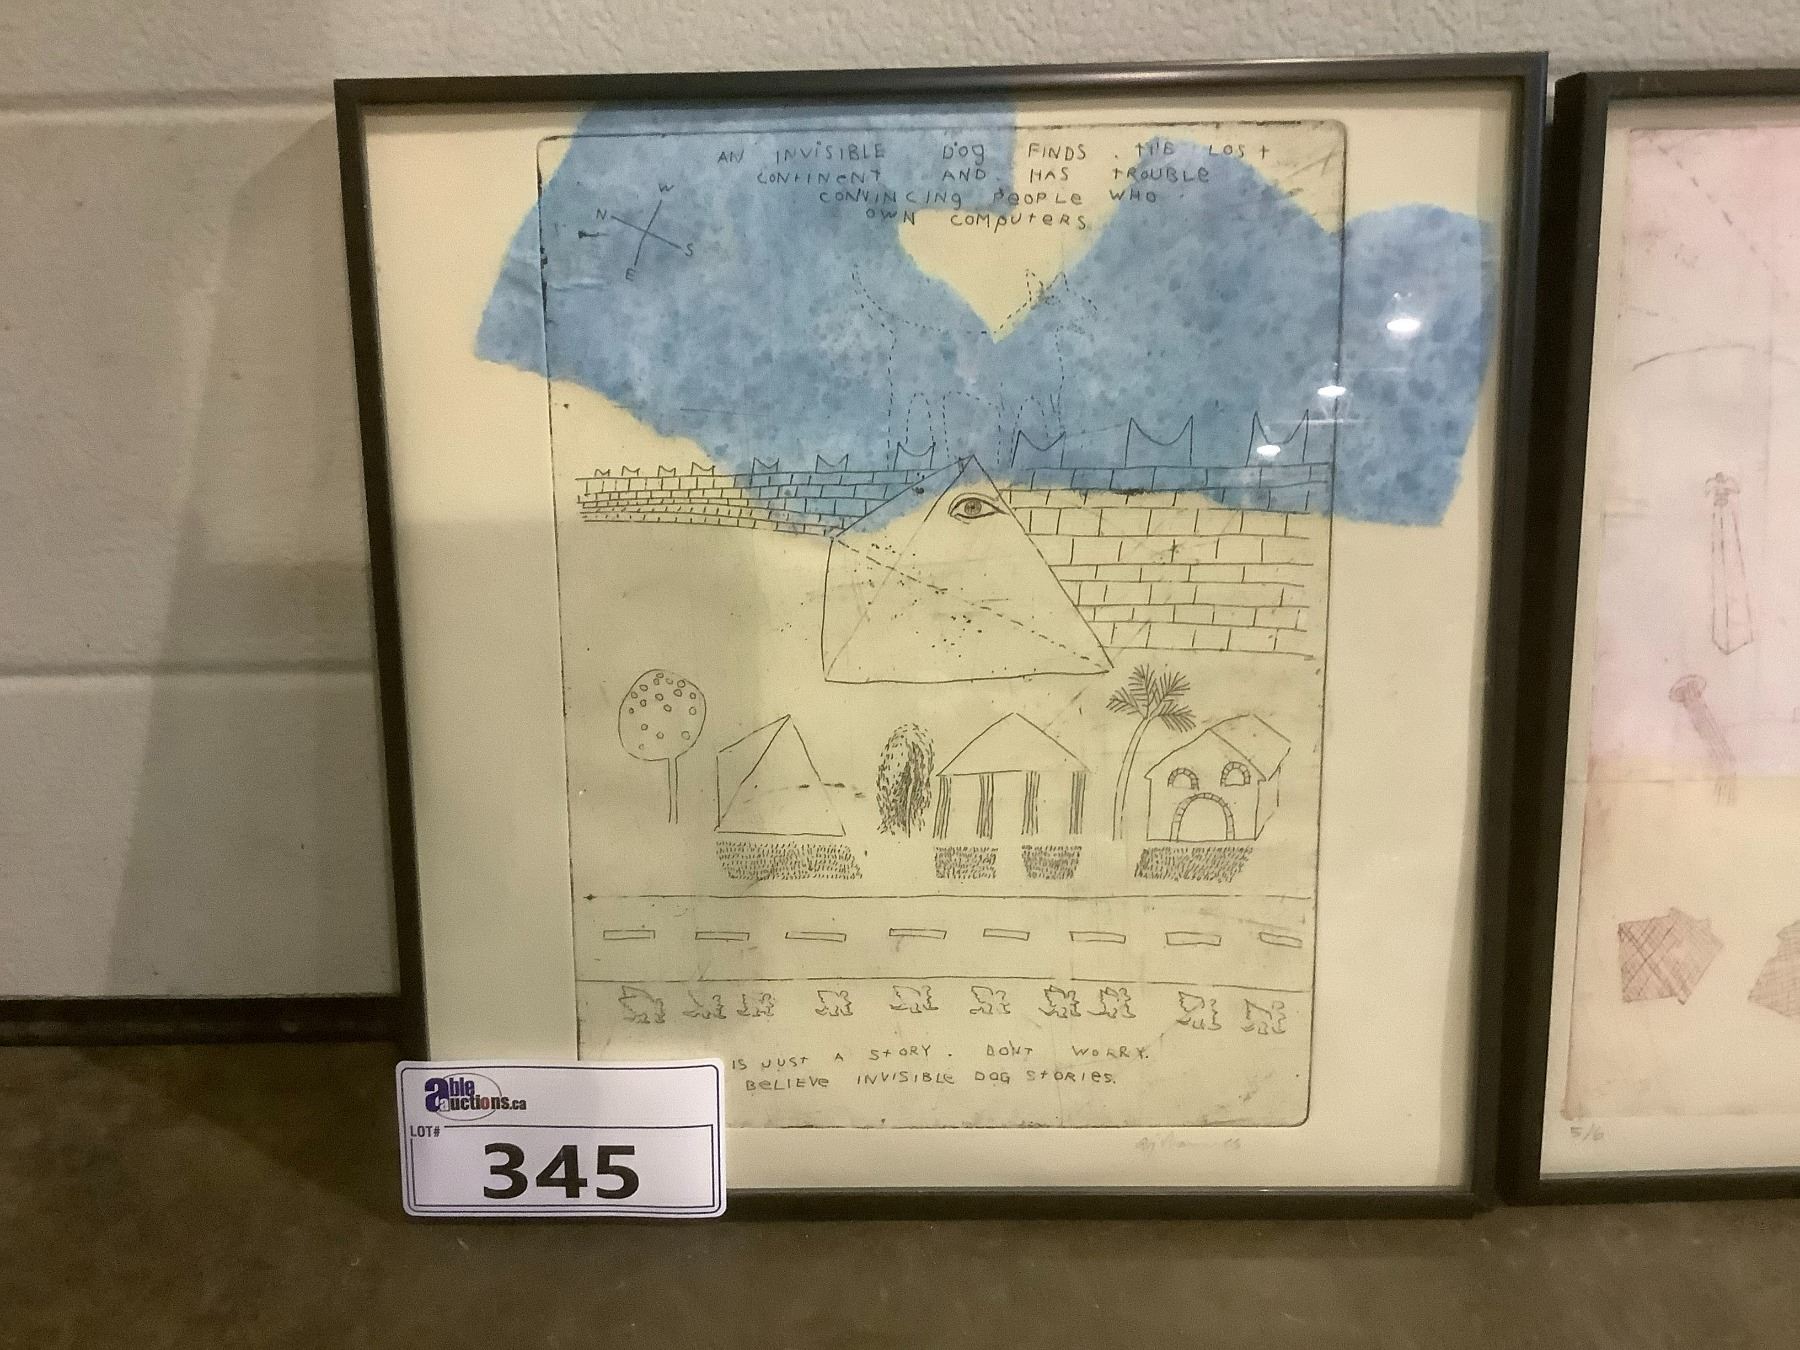 AN INVISIBLE DOG FINDS . THE LOST
CONTINENT AND HAS TROUBLE
CONVINCING PEOPLE WHO
OWN COMPUTERS
W
N
S
E
IS JUST A STORY. DONT WORRY.
BELIEVE INVISIBLE DOG STORIES.
able
auctions.ca
LOT#
345
5/6